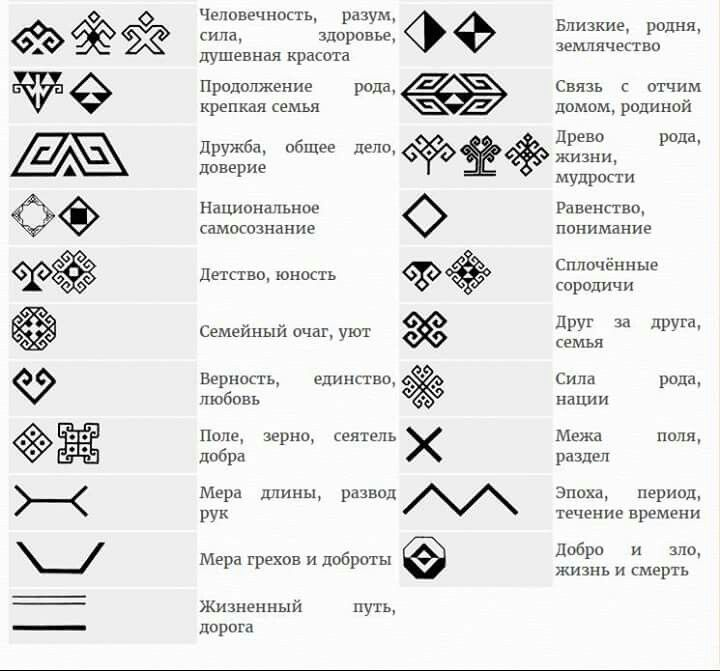 Человечность, разум,
сила, здоровье,
душевная красота
Близкие, родня,
землячество
Продолжение рода,
крепкая семья
Связь с отчим
домом, родиной
Дружба, общее дело,
доверие
Древо рода,
жизни,
мудрости
Национальное
самосознание
Равенство,
понимание
Детство, юность
Сплочённые
сородичи
Семейный очаг, уют
Друг за друга,
семья
Верность, единство,
любовь
Сила рода,
нации
Поле, зерно, сеятель
добра
Межа поля,
раздел
Мера длины, развод
рук
Эпоха, период,
течение времени
Мера грехов и доброты
Добро и зло,
жизнь и смерть
Жизненный путь,
дорога